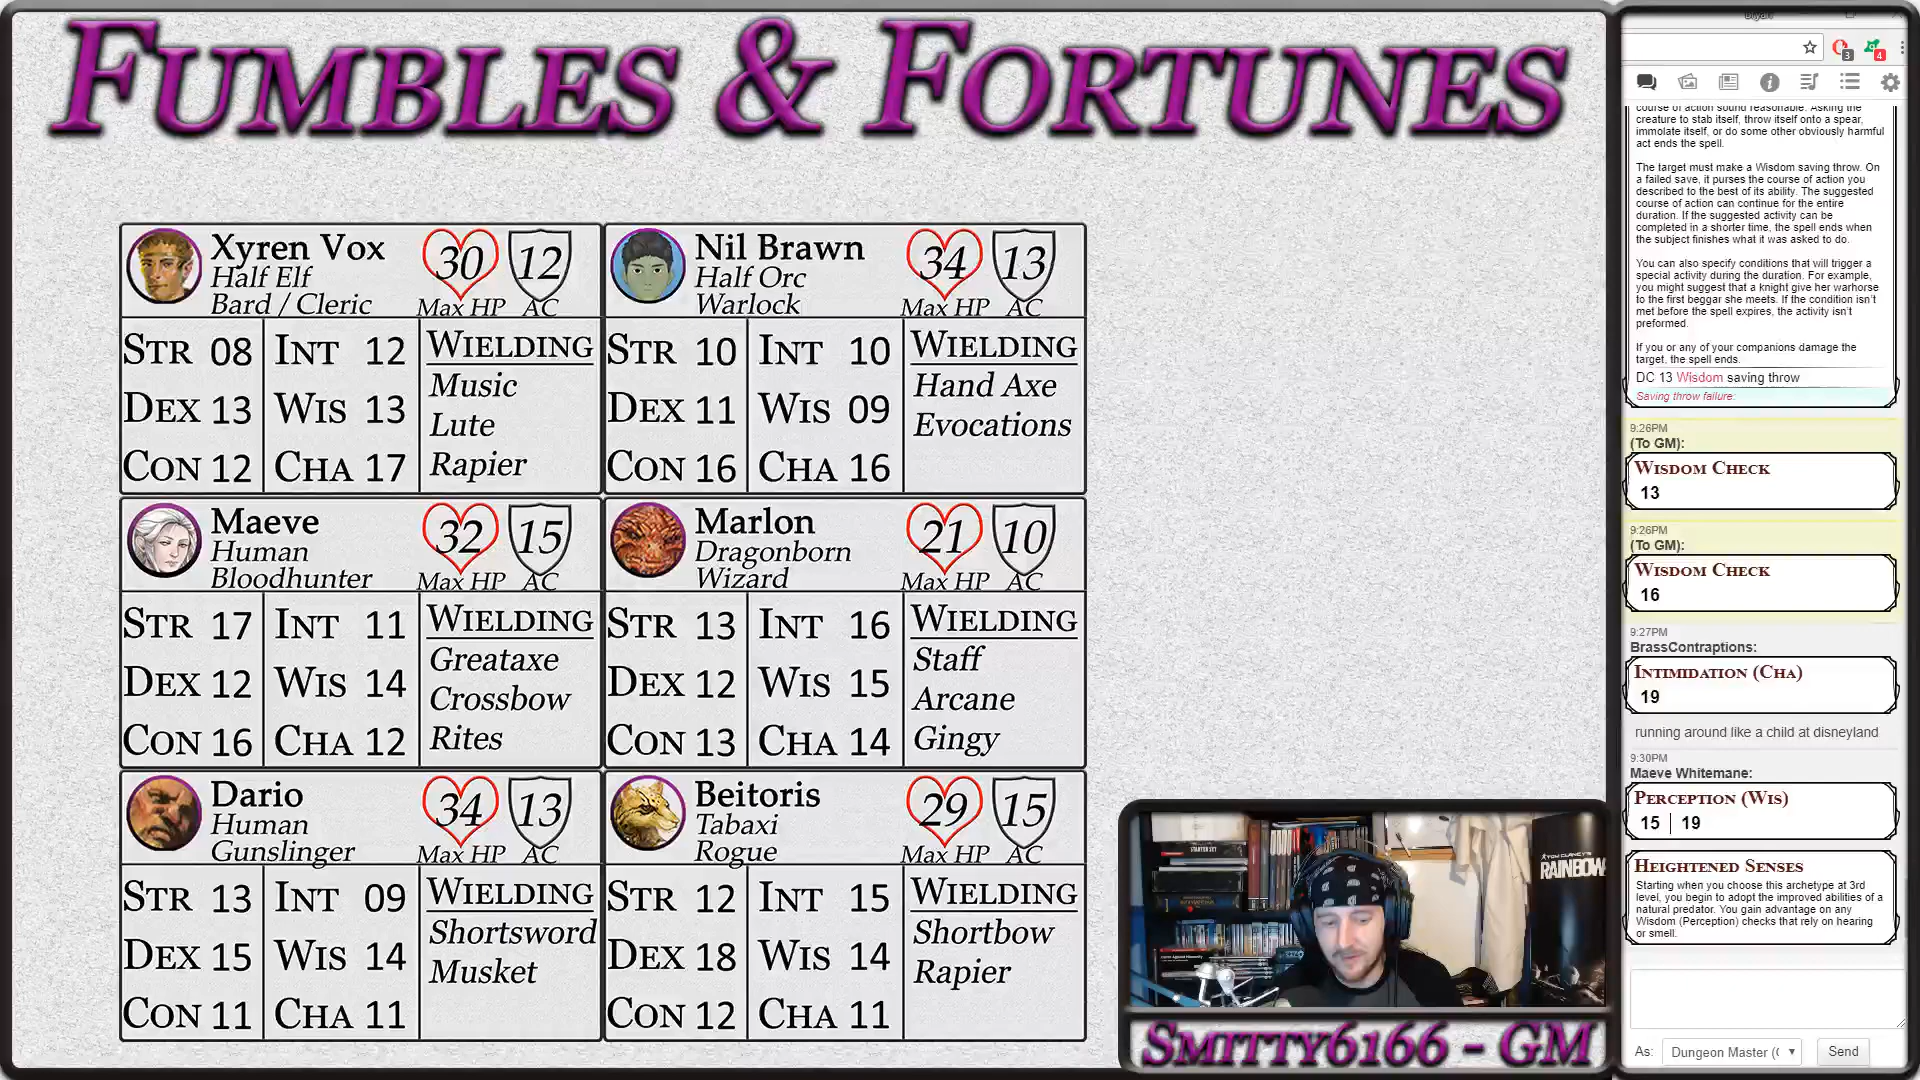 FUMBLES & FORTUNES
Xyren Vox
Half Elf
Bard / Cleric
30
Max HP
12
AC
STR 08
INT 12
DEX 13
WIS 13
CON 12
CHA 17
WIELDING
Music
Lute
Rapier
Nil Brawn
Half Orc
Warlock
34
Max HP
13
AC
STR 10
INT 10
DEX 11
WIS 09
CON 16
CHA 16
WIELDING
Hand Axe
Evocations
Maeve
Human
Bloodhunter
32
Max HP
15
AC
STR 17
INT 11
DEX 12
WIS 14
CON 16
CHA 12
WIELDING
Greataxe
Crossbow
Rites
Marlon
Dragonborn
Wizard
21
Max HP
10
AC
STR 13
INT 16
DEX 12
WIS 15
CON 13
CHA 14
WIELDING
Staff
Arcane
Gingy
Dario
Human
Gunslinger
34
Max HP
13
AC
STR 13
INT 09
DEX 15
WIS 14
CON 11
CHA 11
WIELDING
Shortsword
Musket
Beitoris
Tabaxi
Rogue
29
Max HP
15
AC
STR 12
INT 15
DEX 18
WIS 14
CON 12
CHA 11
WIELDING
Shortbow
Rapier
STARTER SET
RAINBOW
SMITTY6166 - GM
3
4
course of action sound reasonable. Asking the
creature to stab itself, throw itself onto a spear,
immolate itself, or do some other obviously harmful
act ends the spell.
The target must make a Wisdom saving throw. On
a failed save, it purses the course of action you
described to the best of its ability. The suggested
course of action can continue for the entire
duration. If the suggested activity can be
completed in a shorter time, the spell ends when
the subject finishes what it was asked to do.
You can also specify conditions that will trigger a
special activity during the duration. For example,
you might suggest that a knight give her warhorse
to the first beggar she meets. If the condition isn't
met before the spell expires, the activity isn't
preformed.
If you or any of your companions damage the
target, the spell ends.
DC 13 Wisdom saving throw
Saving throw failure:
9:26PM
(To GM):
WISDOM CHECK
13
9:26PM
(To GM):
WISDOM CHECK
16
9:27PM
BrassContraptions:
INTIMIDATION (CHA)
19
running around like a child at disneyland
9:30PM
Maeve Whitemane:
PERCEPTION (WIS)
15 | 19
HEIGHTENED SENSES
Starting when you choose this archetype at 3rd
level, you begin to adopt the improved abilities of a
natural predator. You gain advantage on any
Wisdom (Perception) checks that rely on hearing
or smell.
As:
Dungeon Master (
Send